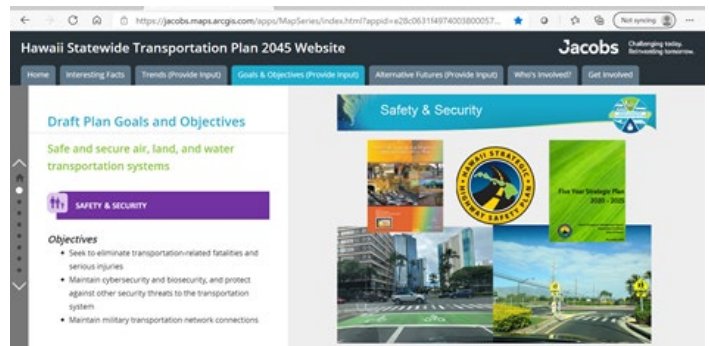 https://jacobs.maps.arcgis.com/apps/MapSeries/index.html?appid=e28c0631f4974003800057...
Not syncing
Hawaii Statewide Transportation Plan 2045 Website
Jacobs
Challenging today.
Reinventing tomorrow.
Home
Interesting Facts
Trends (Provide Input)
Goals & Objectives (Provide Input)
Alternative Futures (Provide Input)
Who's Involved?
Get Involved
Draft Plan Goals and Objectives
Safe and secure air, land, and water
transportation systems
SAFETY & SECURITY
Objectives
• Seek to eliminate transportation-related fatalities and
serious injuries
• Maintain cybersecurity and biosecurity, and protect
against other security threats to the transportation
system
• Maintain military transportation network connections
Safety & Security
HAWAII STRATEGIC
HIGHWAY SAFETY PLAN
Five Year Strategic Plan
2020 - 2025